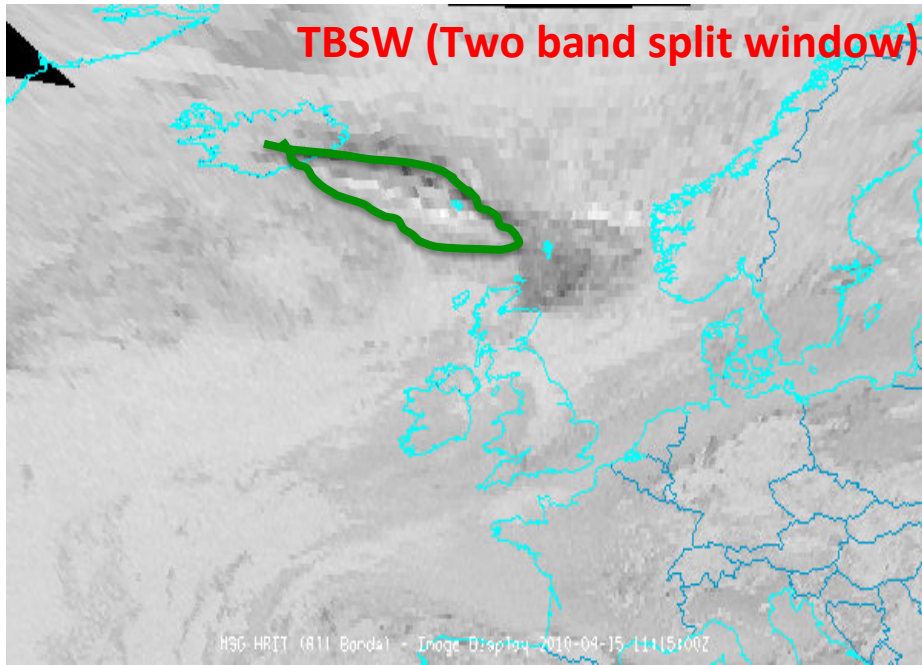 TBSW (Two band split window)
MSG HRIT (All Bands) - Image Display 2010-04-15 11:15:00Z